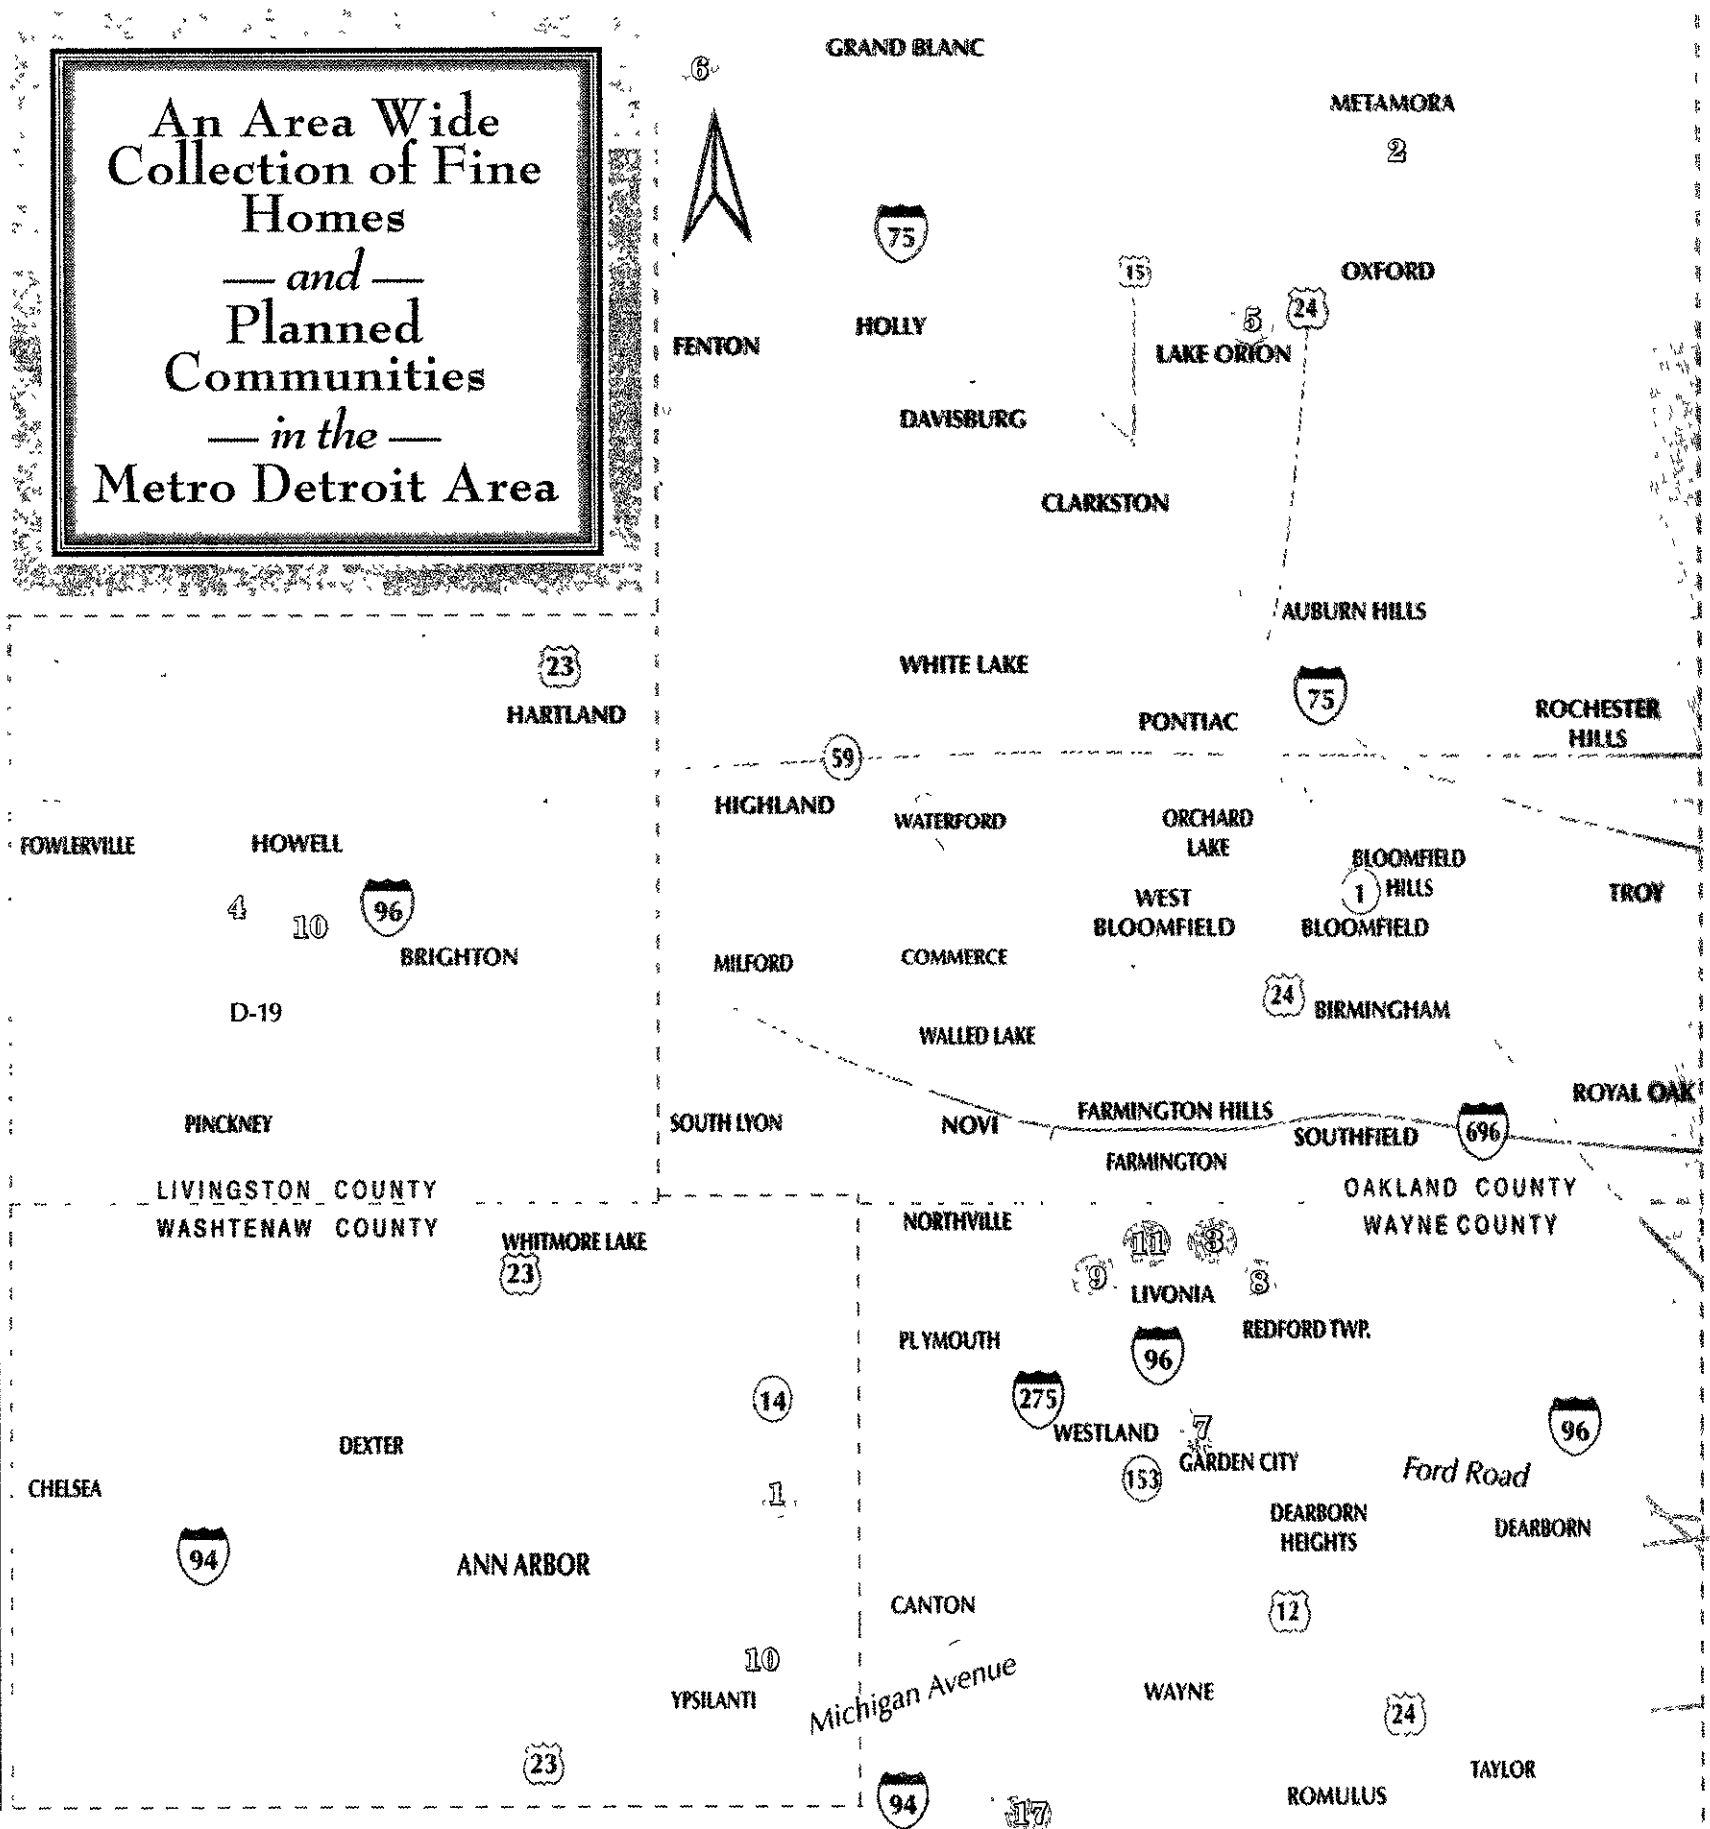 An Area Wide
Collection of Fine
Homes
— and —
Planned
Communities
— in the —
Metro Detroit Area
GRAND BLANC
6
METAMORA
2
75
15
OXFORD
24
5
HOLLY
FENTON
LAKE ORION
DAVISBURG
CLARKSTON
AUBURN HILLS
23
WHITE LAKE
75
HARTLAND
PONTIAC
ROCHESTER
HILLS
59
HIGHLAND
WATERFORD
ORCHARD
LAKE
FOWLERVILLE
HOWELL
BLOOMFIELD
HILLS
1
TROY
4
10
96
WEST
BLOOMFIELD
BLOOMFIELD
BRIGHTON
MILFORD
COMMERCE
D-19
24
BIRMINGHAM
WALLED LAKE
ROYAL OAK
PINCKNEY
SOUTH LYON
NOVI
FARMINGTON HILLS
SOUTHFIELD
696
FARMINGTON
LIVINGSTON COUNTY
OAKLAND COUNTY
WASHTENAW COUNTY
WAYNE COUNTY
WHITMORE LAKE
23
NORTHVILLE
11
3
9
8
LIVONIA
PLYMOUTH
REDFORD TWP.
96
14
275
WESTLAND
7
96
DEXTER
GARDEN CITY
Ford Road
153
CHELSEA
1
DEARBORN
HEIGHTS
DEARBORN
94
ANN ARBOR
CANTON
12
10
YPSILANTI
Michigan Avenue
WAYNE
24
23
TAYLOR
94
17
ROMULUS